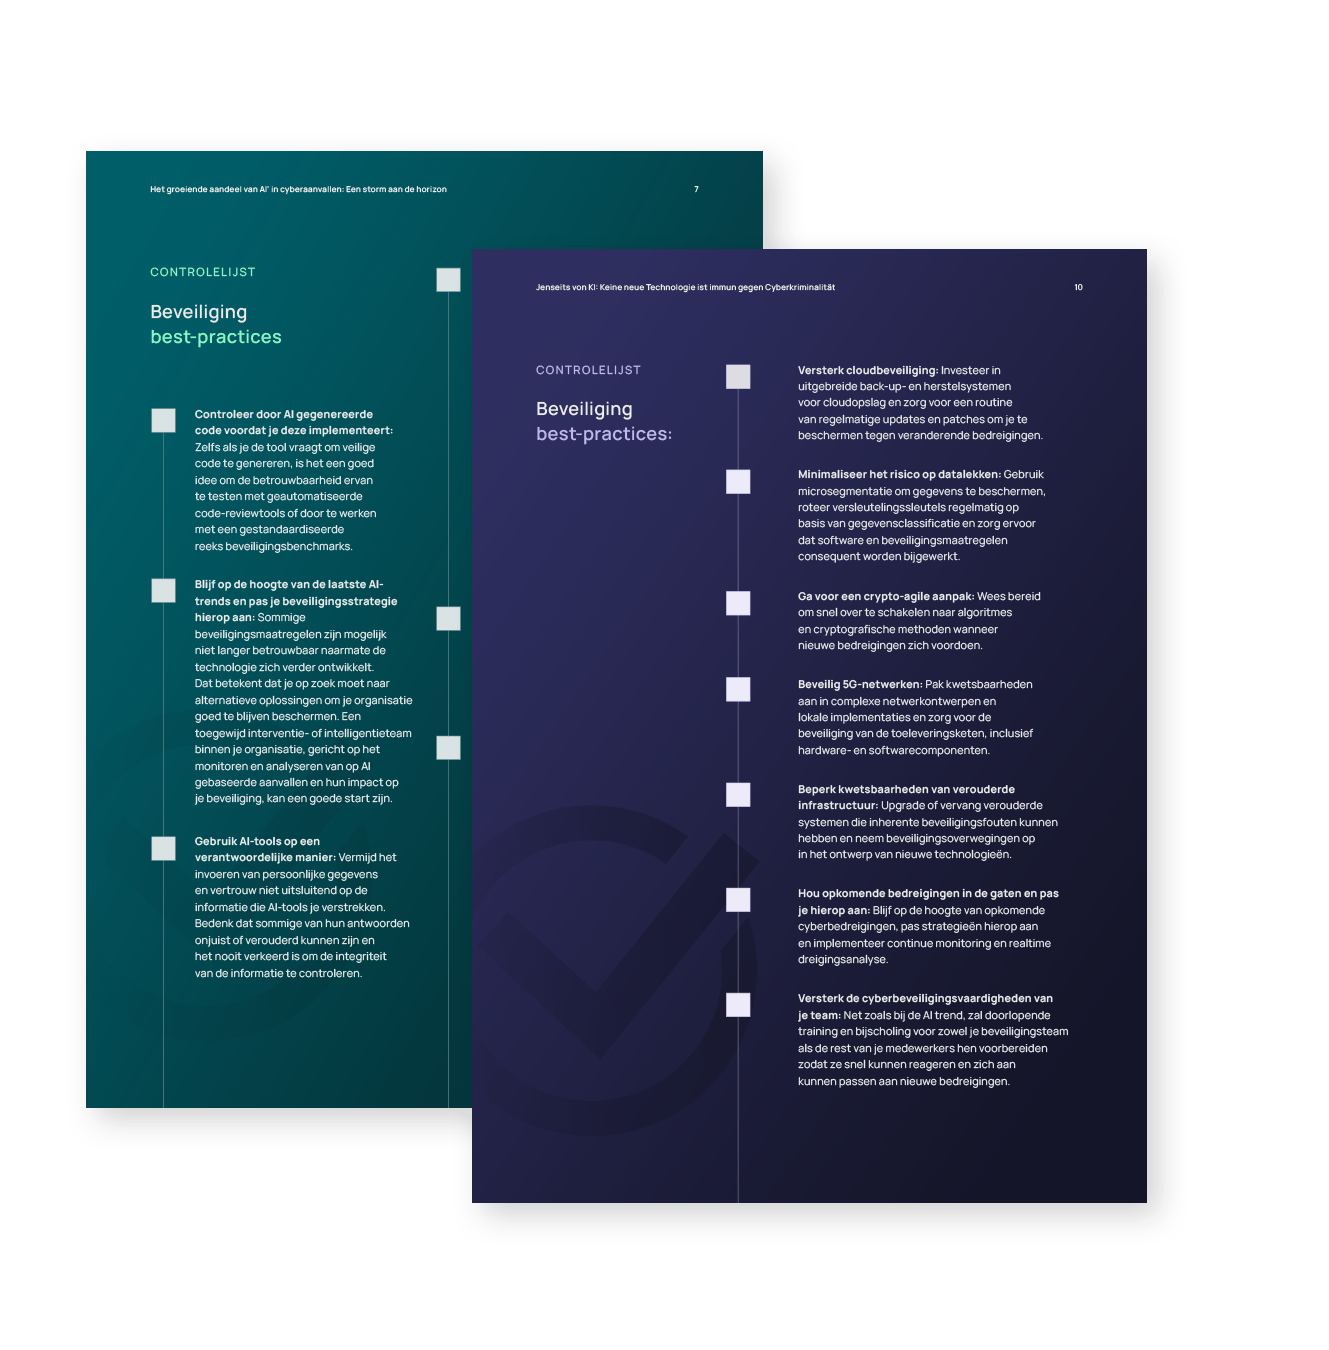 Het groeiende aandeel van AI' in cyberaanvallen: Een storm aan de horizon
7
CONTROLELIJST
Beveiliging
best-practices
Controleer door AI gegenereerde
code voordat je deze implementeert:
Zelfs als je de tool vraagt om veilige
code te genereren, is het een goed
idee om de betrouwbaarheid ervan
te testen met geautomatiseerde
code-reviewtools of door te werken
met een gestandaardiseerde
reeks beveiligingsbenchmarks.
Blijf op de hoogte van de laatste AI-
trends en pas je beveiligingsstrategie
hierop aan: Sommige
beveiligingsmaatregelen zijn mogelijk
niet langer betrouwbaar naarmate de
technologie zich verder ontwikkelt.
Dat betekent dat je op zoek moet naar
alternatieve oplossingen om je organisatie
goed te blijven beschermen. Een
toegewijd interventie- of intelligentieteam
binnen je organisatie, gericht op het
monitoren en analyseren van op AI
gebaseerde aanvallen en hun impact op
je beveiliging, kan een goede start zijn.
Gebruik AI-tools op een
verantwoordelijke manier: Vermijd het
invoeren van persoonlijke gegevens
en vertrouw niet uitsluitend op de
informatie die AI-tools je verstrekken.
Bedenk dat sommige van hun antwoorden
onjuist of verouderd kunnen zijn en
het nooit verkeerd is om de integriteit
van de informatie te controleren.
Jenseits von KI: Keine neue Technologie ist immun gegen Cyberkriminalität
10
CONTROLELIJST
Beveiliging
best-practices:
Versterk cloudbeveiliging: Investeer in
uitgebreide back-up- en herstelsystemen
voor cloudopslag en zorg voor een routine
van regelmatige updates en patches om je te
beschermen tegen veranderende bedreigingen.
Minimaliseer het risico op datalekken: Gebruik
microsegmentatie om gegevens te beschermen,
roteer versleutelingssleutels regelmatig op
basis van gegevensclassificatie en zorg ervoor
dat software en beveiligingsmaatregelen
consequent worden bijgewerkt.
Ga voor een crypto-agile aanpak: Wees bereid
om snel over te schakelen naar algoritmes
en cryptografische methoden wanneer
nieuwe bedreigingen zich voordoen.
Beveilig 5G-netwerken: Pak kwetsbaarheden
aan in complexe netwerkontwerpen en
lokale implementaties en zorg voor de
beveiliging van de toeleveringsketen, inclusief
hardware- en softwarecomponenten.
Beperk kwetsbaarheden van verouderde
infrastructuur: Upgrade of vervang verouderde
systemen die inherente beveiligingsfouten kunnen
hebben en neem beveiligingsoverwegingen op
in het ontwerp van nieuwe technologieën.
Hou opkomende bedreigingen in de gaten en pas
je hierop aan: Blijf op de hoogte van opkomende
cyberbedreigingen, pas strategieën hierop aan
en implementeer continue monitoring en realtime
dreigingsanalyse.
Versterk de cyberbeveiligingsvaardigheden van
je team: Net zoals bij de AI trend, zal doorlopende
training en bijscholing voor zowel je beveiligingsteam
als de rest van je medewerkers hen voorbereiden
zodat ze snel kunnen reageren en zich aan
kunnen passen aan nieuwe bedreigingen.